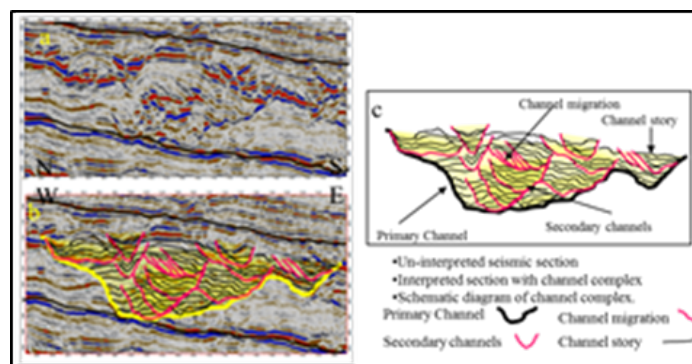 a
N
W
E
b
c
Channel migration
Channel story
Primary Channel
Secondary channels
•Un-interpreted seismic section
•Interpreted section with channel complex
•Schematic diagram of channel complex.
Primary Channel Channel migration
Secondary channels Channel story